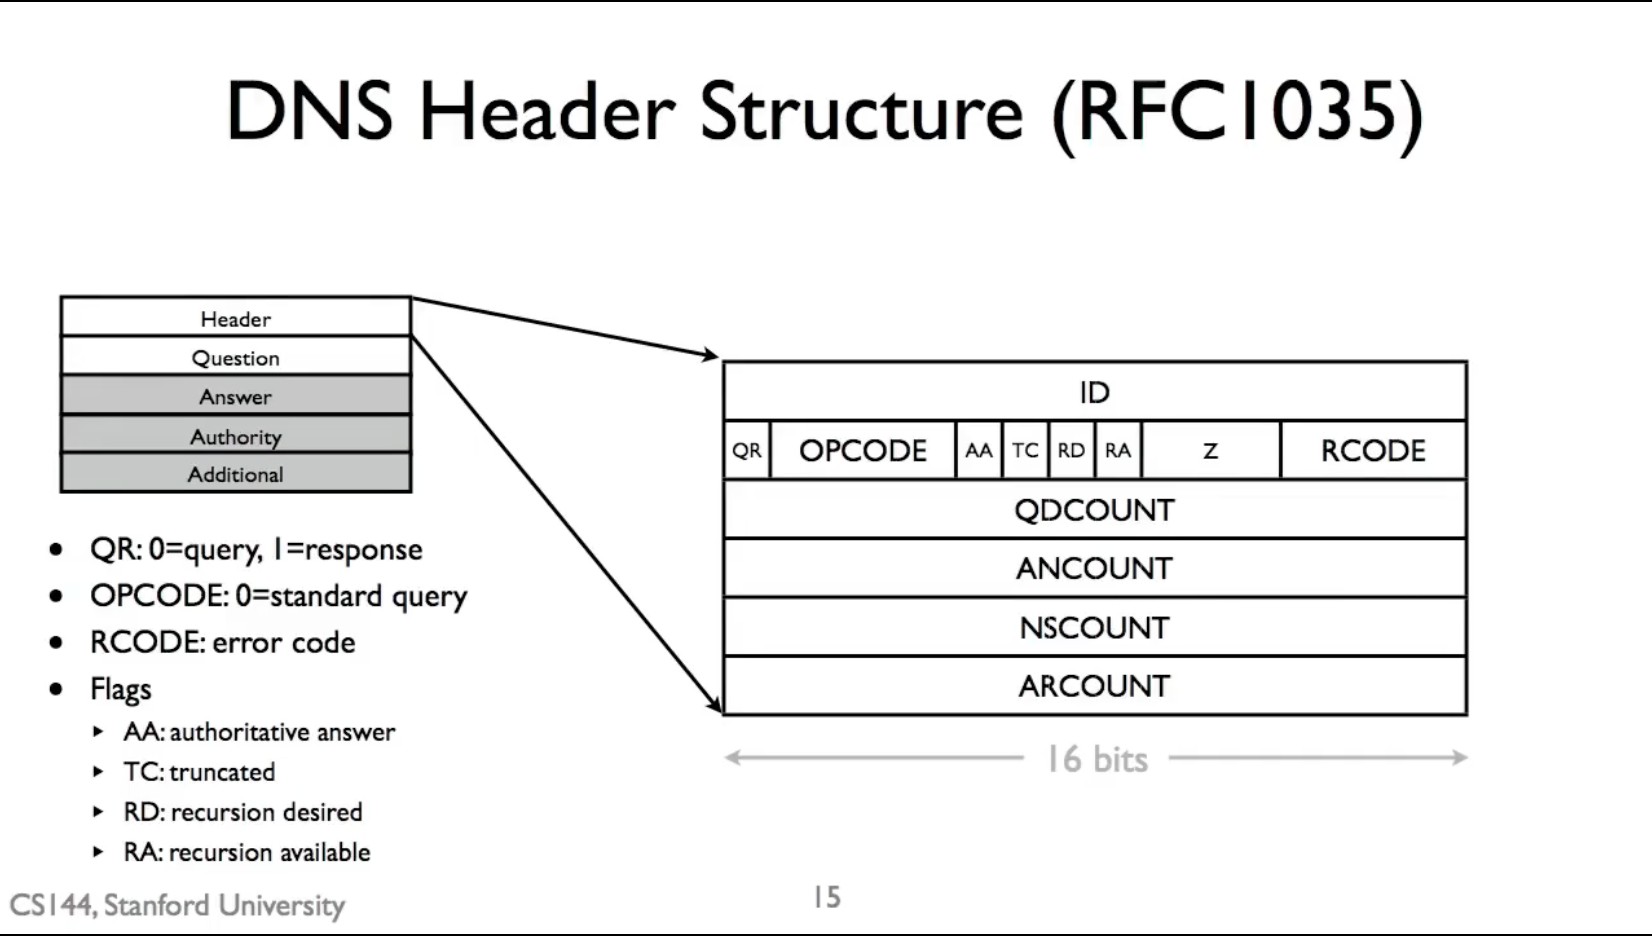 DNS Header Structure (RFC1035)
Header
Question
Answer
Authority
Additional
ID
QR OPCODE AA TC RD RA Z RCODE
QDCOUNT
ANCOUNT
NSCOUNT
ARCOUNT
16 bits
• QR: 0=query, 1=response
• OPCODE: 0=standard query
• RCODE: error code
• Flags
‣ AA: authoritative answer
‣ TC: truncated
‣ RD: recursion desired
‣ RA: recursion available
CS144, Stanford University
15